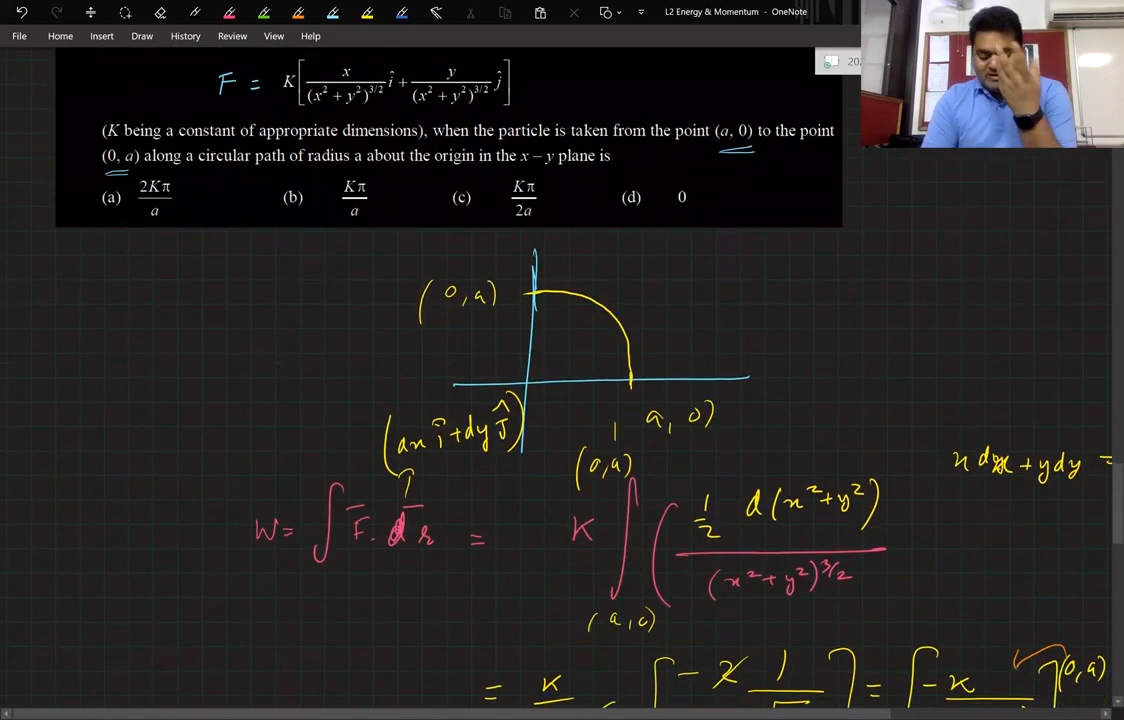 L2 Energy & Momentum - OneNote
File Home Insert Draw History Review View Help
F = K[ x/(x² + y²)^3/2 î + y/(x² + y²)^3/2 ĵ ]
(K being a constant of appropriate dimensions), when the particle is taken from the point (a, 0) to the point
(0, a) along a circular path of radius a about the origin in the x – y plane is
(a) 2Kπ/a (b) Kπ/a (c) Kπ/2a (d) 0
(0, a)
(a, 0)
(dx î + dy ĵ)
(0, a)
x dx + y dy =
W = ∫ F . dr = K ∫ ( 1/2 d(x² + y²) / (x² + y²)^3/2
(a, 0)
= K [ - 2 1 ] = [ - K ] (0, a)